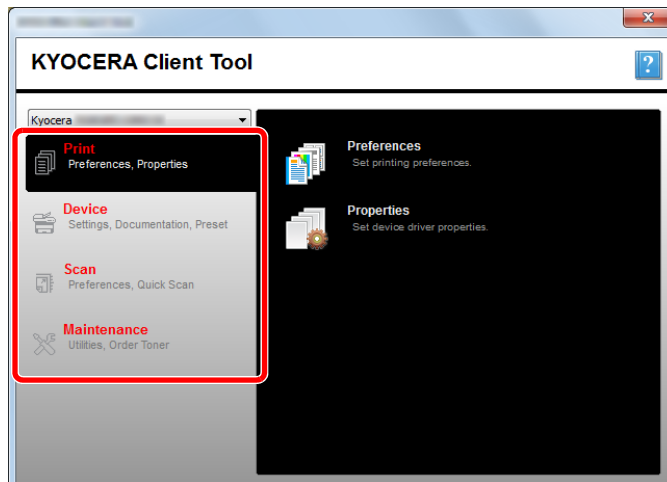 KYOCERA Client Tool
?
Kyocera
Print
Preferences, Properties
Device
Settings, Documentation, Preset
Scan
Preferences, Quick Scan
Maintenance
Utilities, Order Toner
Preferences
Set printing preferences.
Properties
Set device driver properties.